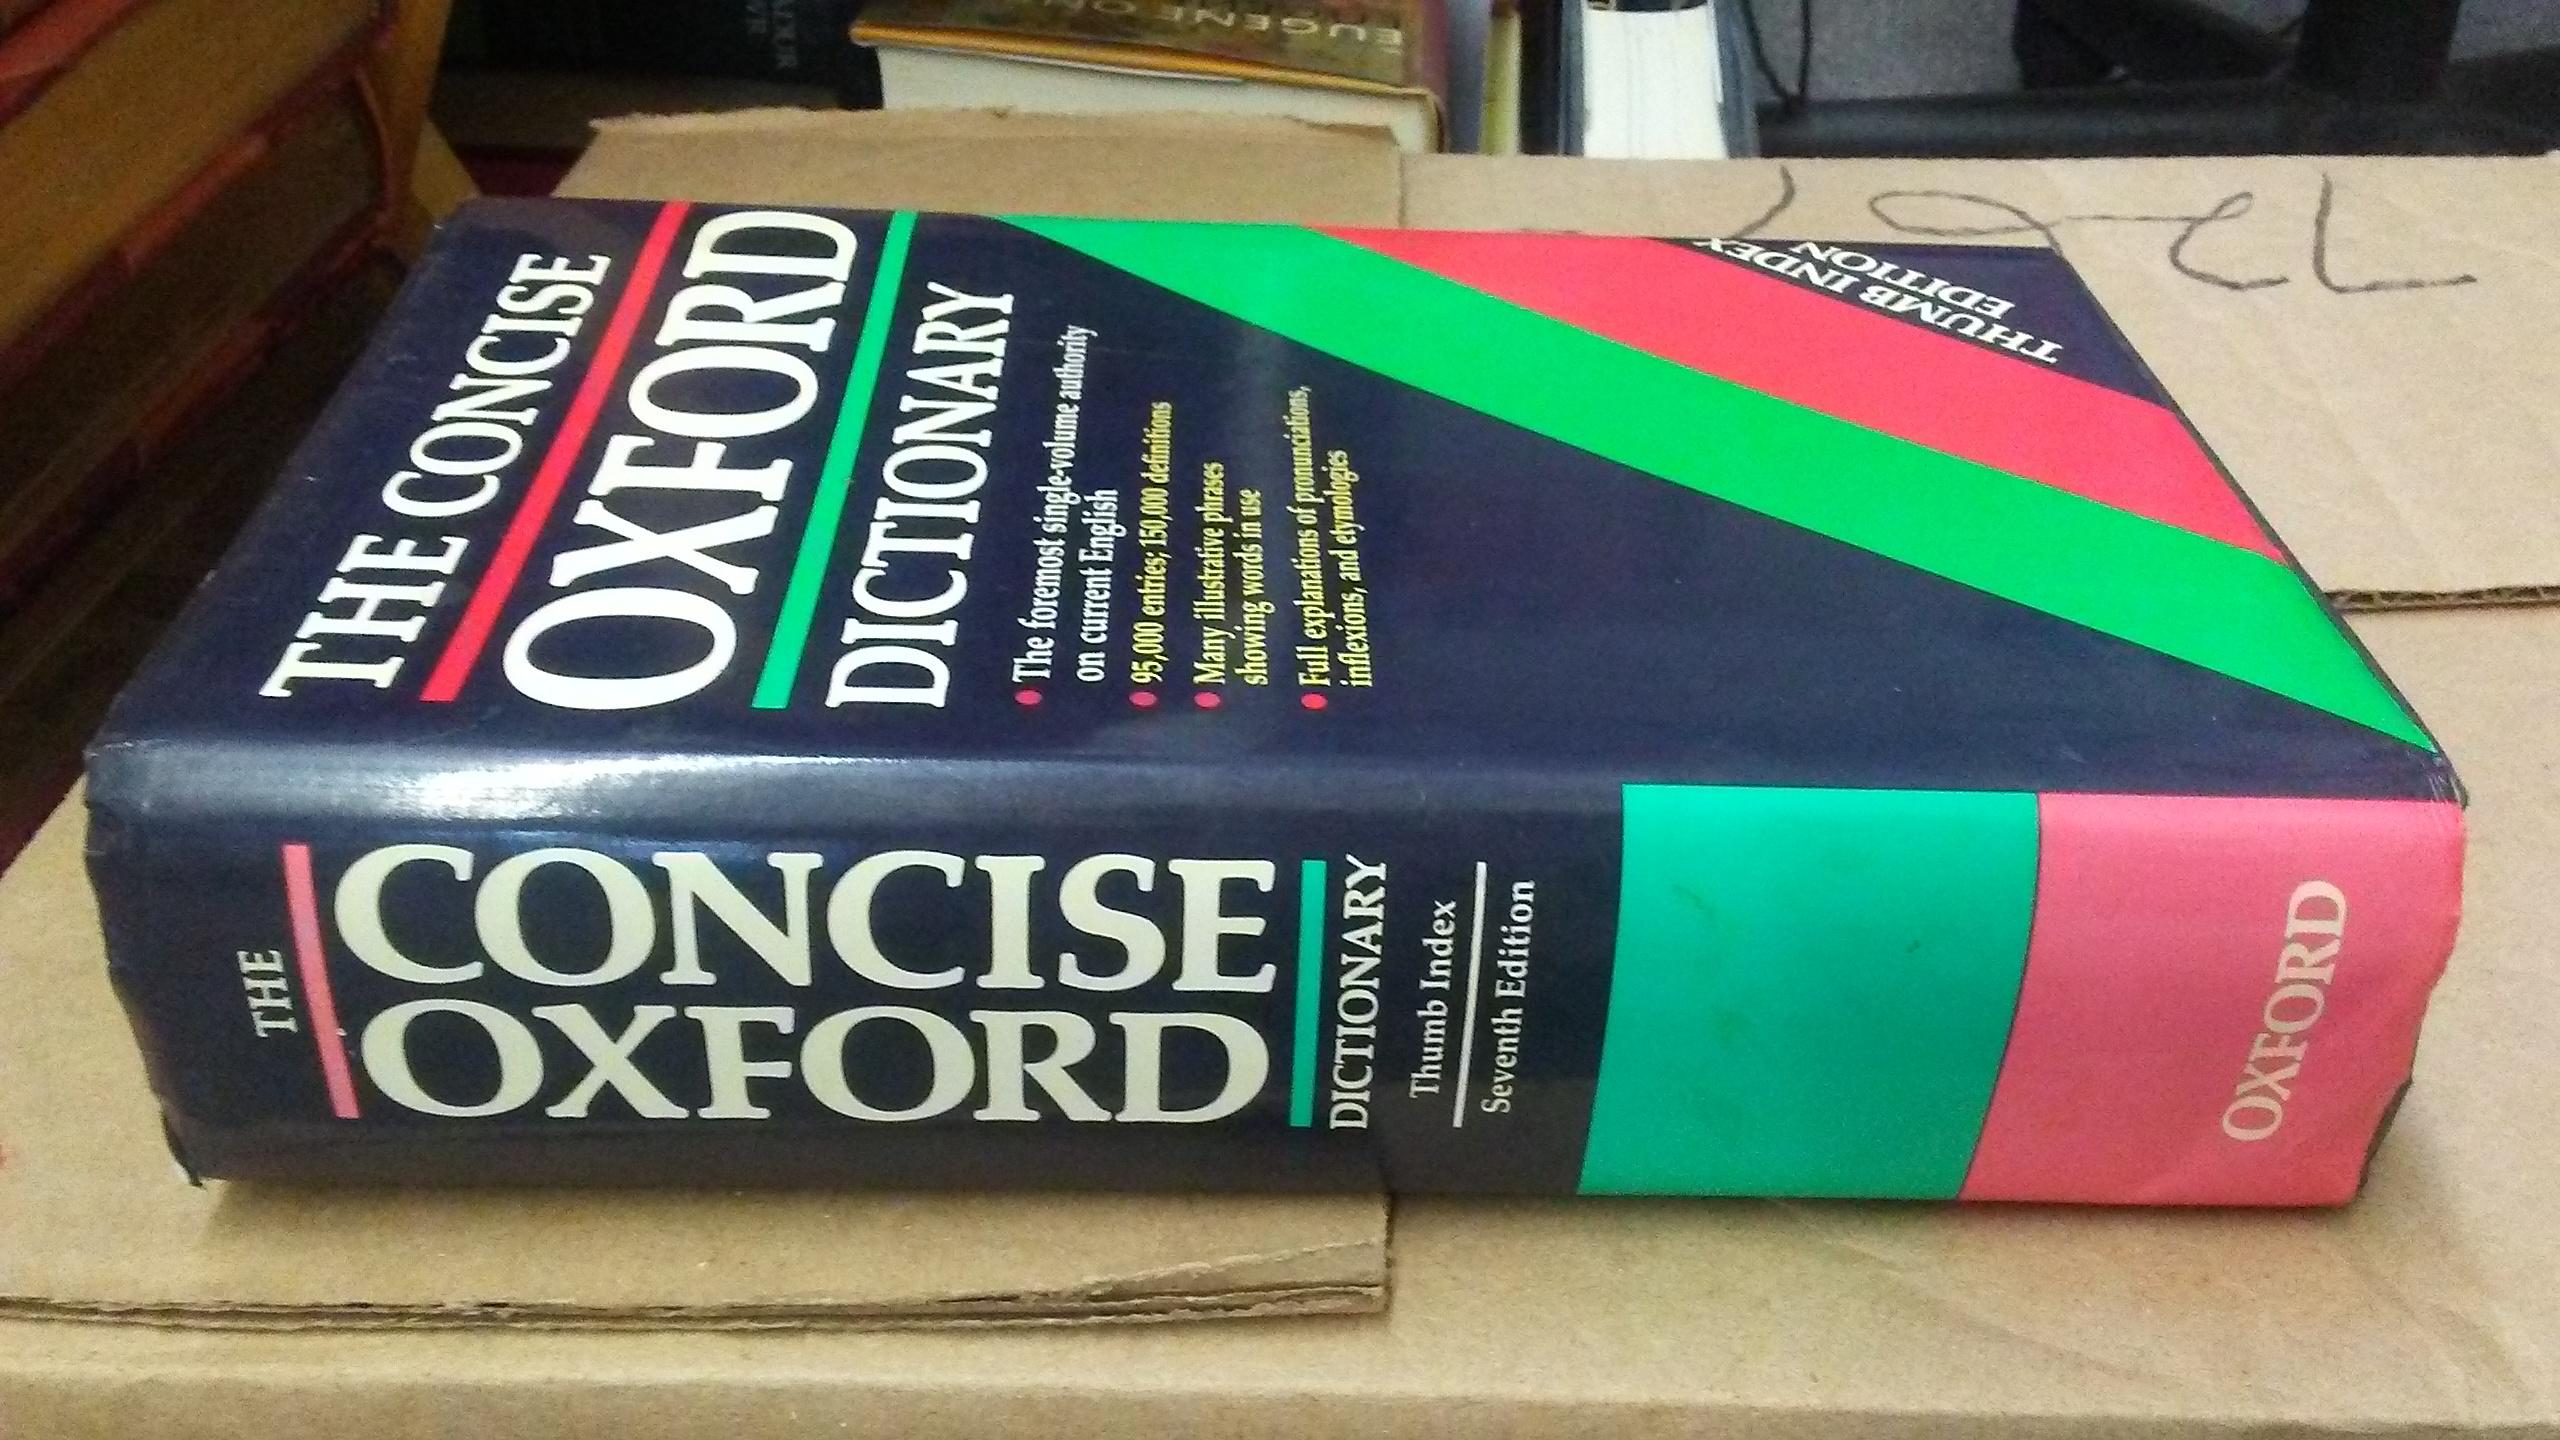 THE CONCISE
OXFORD
DICTIONARY
• The foremost single-volume authority
on current English
• 95,000 entries; 150,00 definitions
• Many illustrative phrases
showing words in use
• Full explanations of pronunciations,
inflexions, and etymologies
THUMB INDEX
EDITION
THE
CONCISE
OXFORD
DICTIONARY
Thumb Index
Seventh Edition
OXFORD
EUGENE